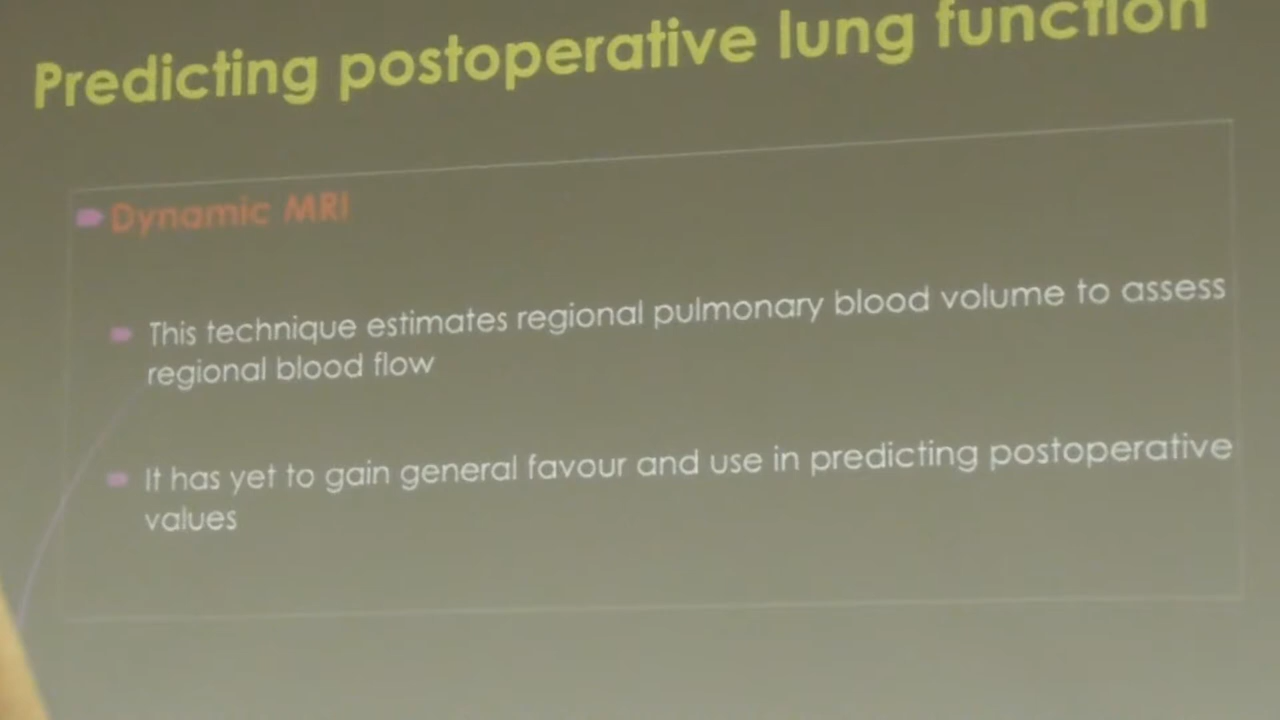 Predicting postoperative lung function
Dynamic MRI
This technique estimates regional pulmonary blood volume to assess
regional blood flow
It has yet to gain general favour and use in predicting postoperative
values